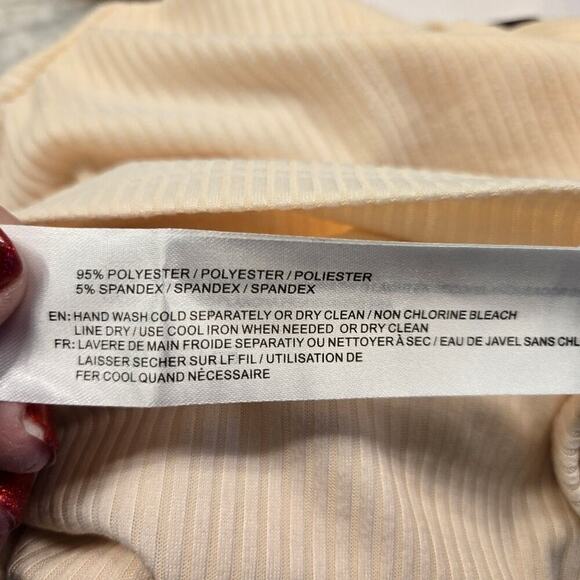 95% POLYESTER / POLYESTER / POLIESTER
5% SPANDEX / SPANDEX / SPANDEX
EN: HAND WASH COLD SEPARATELY OR DRY CLEAN / NON CHLORINE BLEACH
LINE DRY / USE COOL IRON WHEN NEEDED OR DRY CLEAN
FR: LAVERE DE MAIN FROIDE SEPARATIY OU NETTOYER À SEC / EAU DE JAVEL SANS CHL
LAISSER SECHER SUR LF FIL / UTILISATION DE
FER COOL QUAND NÉCESSAIRE